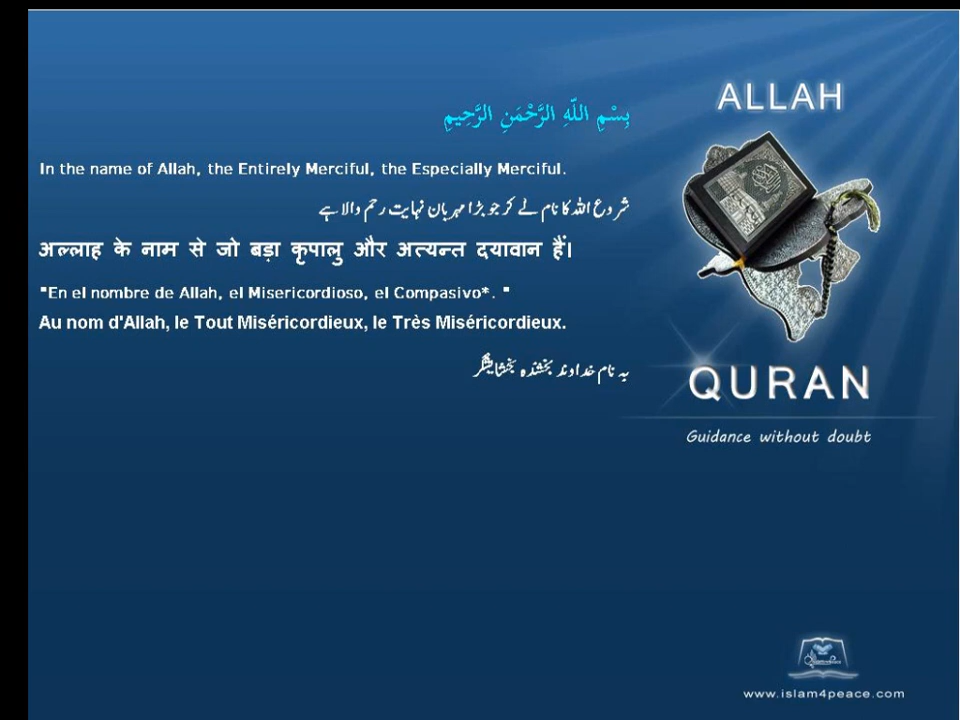 بِسْمِ اللَّهِ الرَّحْمَنِ الرَّحِيمِ
In the name of Allah, the Entirely Merciful, the Especially Merciful.
شروع الله کا نام لے کر جو بڑا مہربان نہایت رحم والا ہے
अल्लाह के नाम से जो बड़ा कृपालु और अत्यन्त दयावान हैं।
"En el nombre de Allah, el Misericordioso, el Compasivo*. "
Au nom d'Allah, le Tout Miséricordieux, le Très Miséricordieux.
به نام خداوند بخشنده بخشایشگر
ALLAH
QURAN
Guidance without doubt
www.islam4peace.com